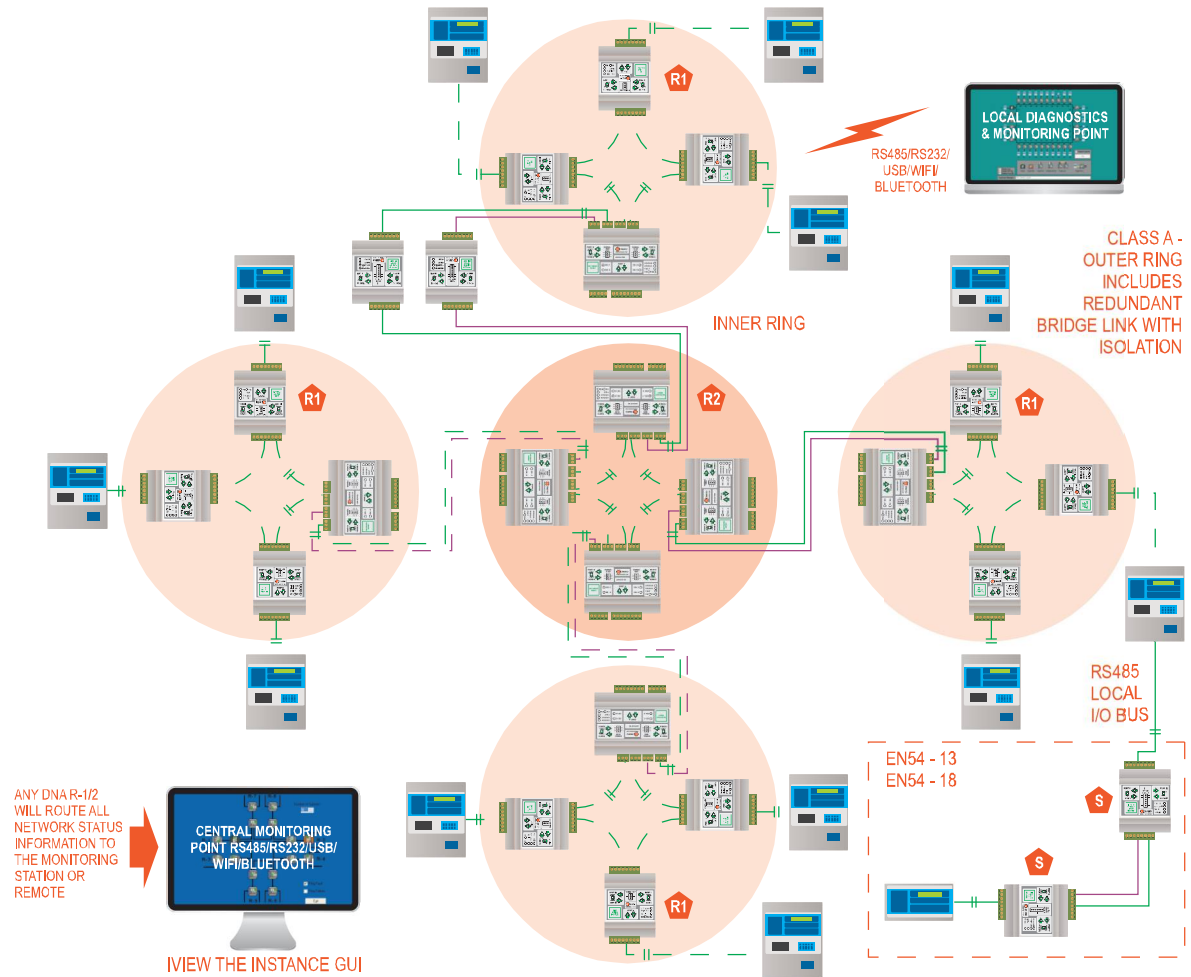 R1
LOCAL DIAGNOSTICS
& MONITORING POINT
RS485/RS232/
USB/WIFI/
BLUETOOTH
CLASS A -
OUTER RING
INCLUDES
REDUNDANT
BRIDGE LINK WITH
ISOLATION
INNER RING
R1
R2
R1
RS485
LOCAL
I/O BUS
EN54 - 13
EN54 - 18
S
S
R1
ANY DNA R-1/2
WILL ROUTE ALL
NETWORK STATUS
INFORMATION TO
THE MONITORING
STATION OR
REMOTE
CENTRAL MONITORING
POINT RS485/RS232/USB/
WIFI/BLUETOOTH
IVIEW THE INSTANCE GUI